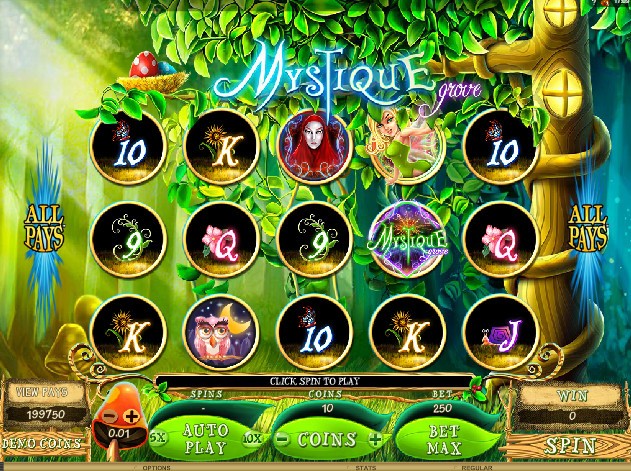 MYSTIQUE
grove
10 K 10
9 Q 9 MYSTIQUE grove Q
ALL PAYS
ALL PAYS
K 10 K J
CLICK SPIN TO PLAY
VIEW PAYS
199750
DEMO COINS
0.01
SPINS
-
5X AUTO PLAY 10X
COINS
10
- COINS +
BET
250
BET MAX
WIN
0
SPIN
OPTIONS STATS REGULAR